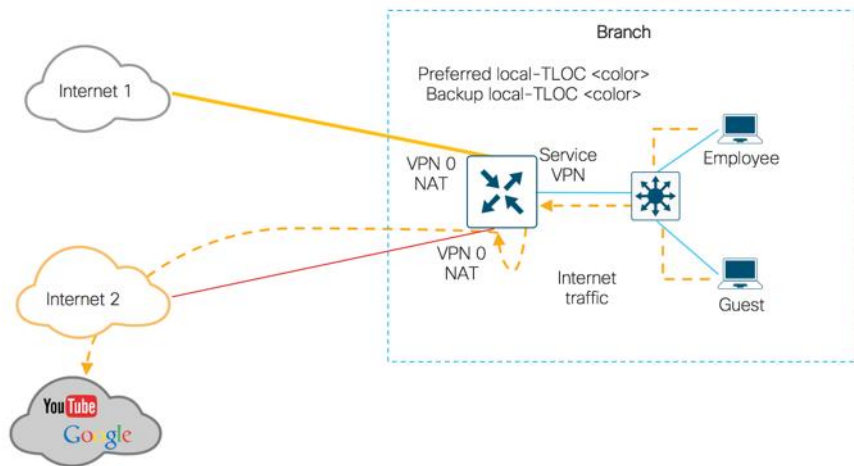 Branch
Preferred local-TLOC <color>
Backup local-TLOC <color>
Internet 1
Employee
VPN 0
NAT
Service
VPN
VPN 0
NAT
Internet
traffic
Guest
Internet 2
YouTube
Google